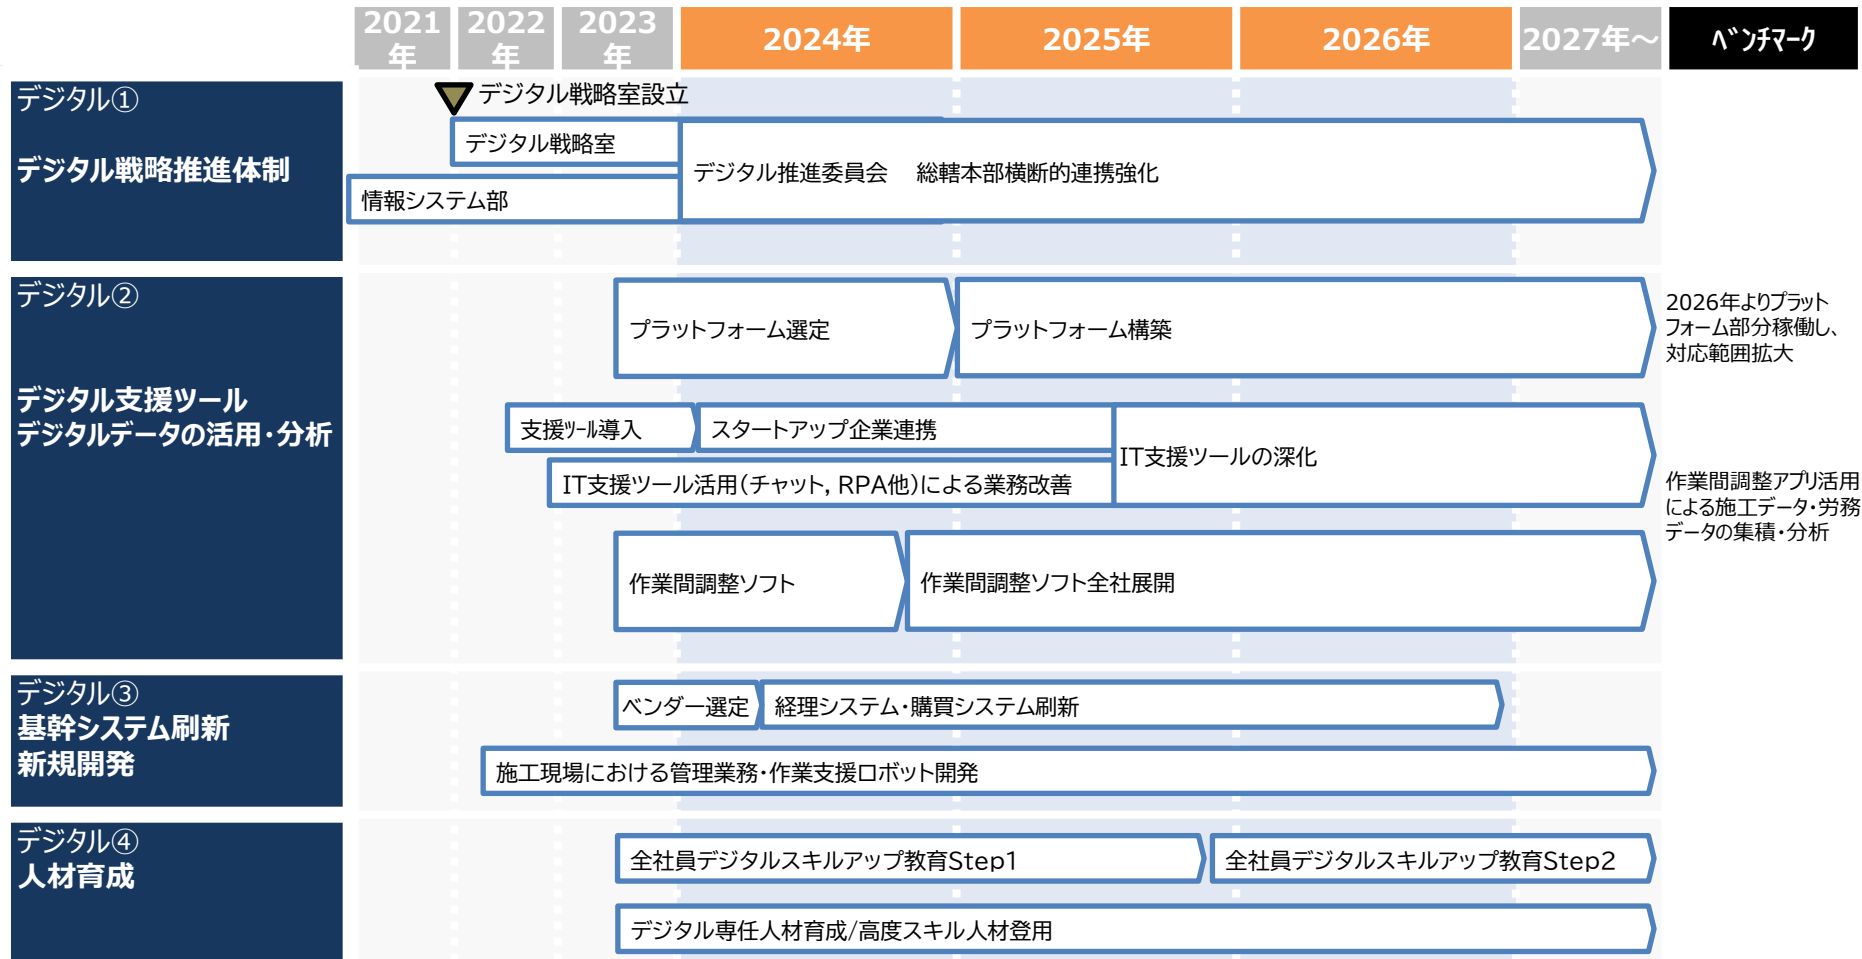 2021
年
2022
年
2023
年
2024年
2025年
2026年
2027年～
ベンチマーク
デジタル①
デジタル戦略推進体制
デジタル戦略室設立
デジタル戦略室
情報システム部
デジタル推進委員会　総轄本部横断的連携強化
デジタル②
デジタル支援ツール
デジタルデータの活用・分析
プラットフォーム選定
プラットフォーム構築
2026年よりプラット
フォーム部分稼働し、
対応範囲拡大
支援ツール導入
スタートアップ企業連携
IT支援ツール活用（チャット, RPA他）による業務改善
IT支援ツールの深化
作業間調整アプリ活用
による施工データ・労務
データの集積・分析
作業間調整ソフト
作業間調整ソフト全社展開
デジタル③
基幹システム刷新
新規開発
ベンダー選定
経理システム・購買システム刷新
施工現場における管理業務・作業支援ロボット開発
デジタル④
人材育成
全社員デジタルスキルアップ教育Step1
全社員デジタルスキルアップ教育Step2
デジタル専任人材育成/高度スキル人材登用